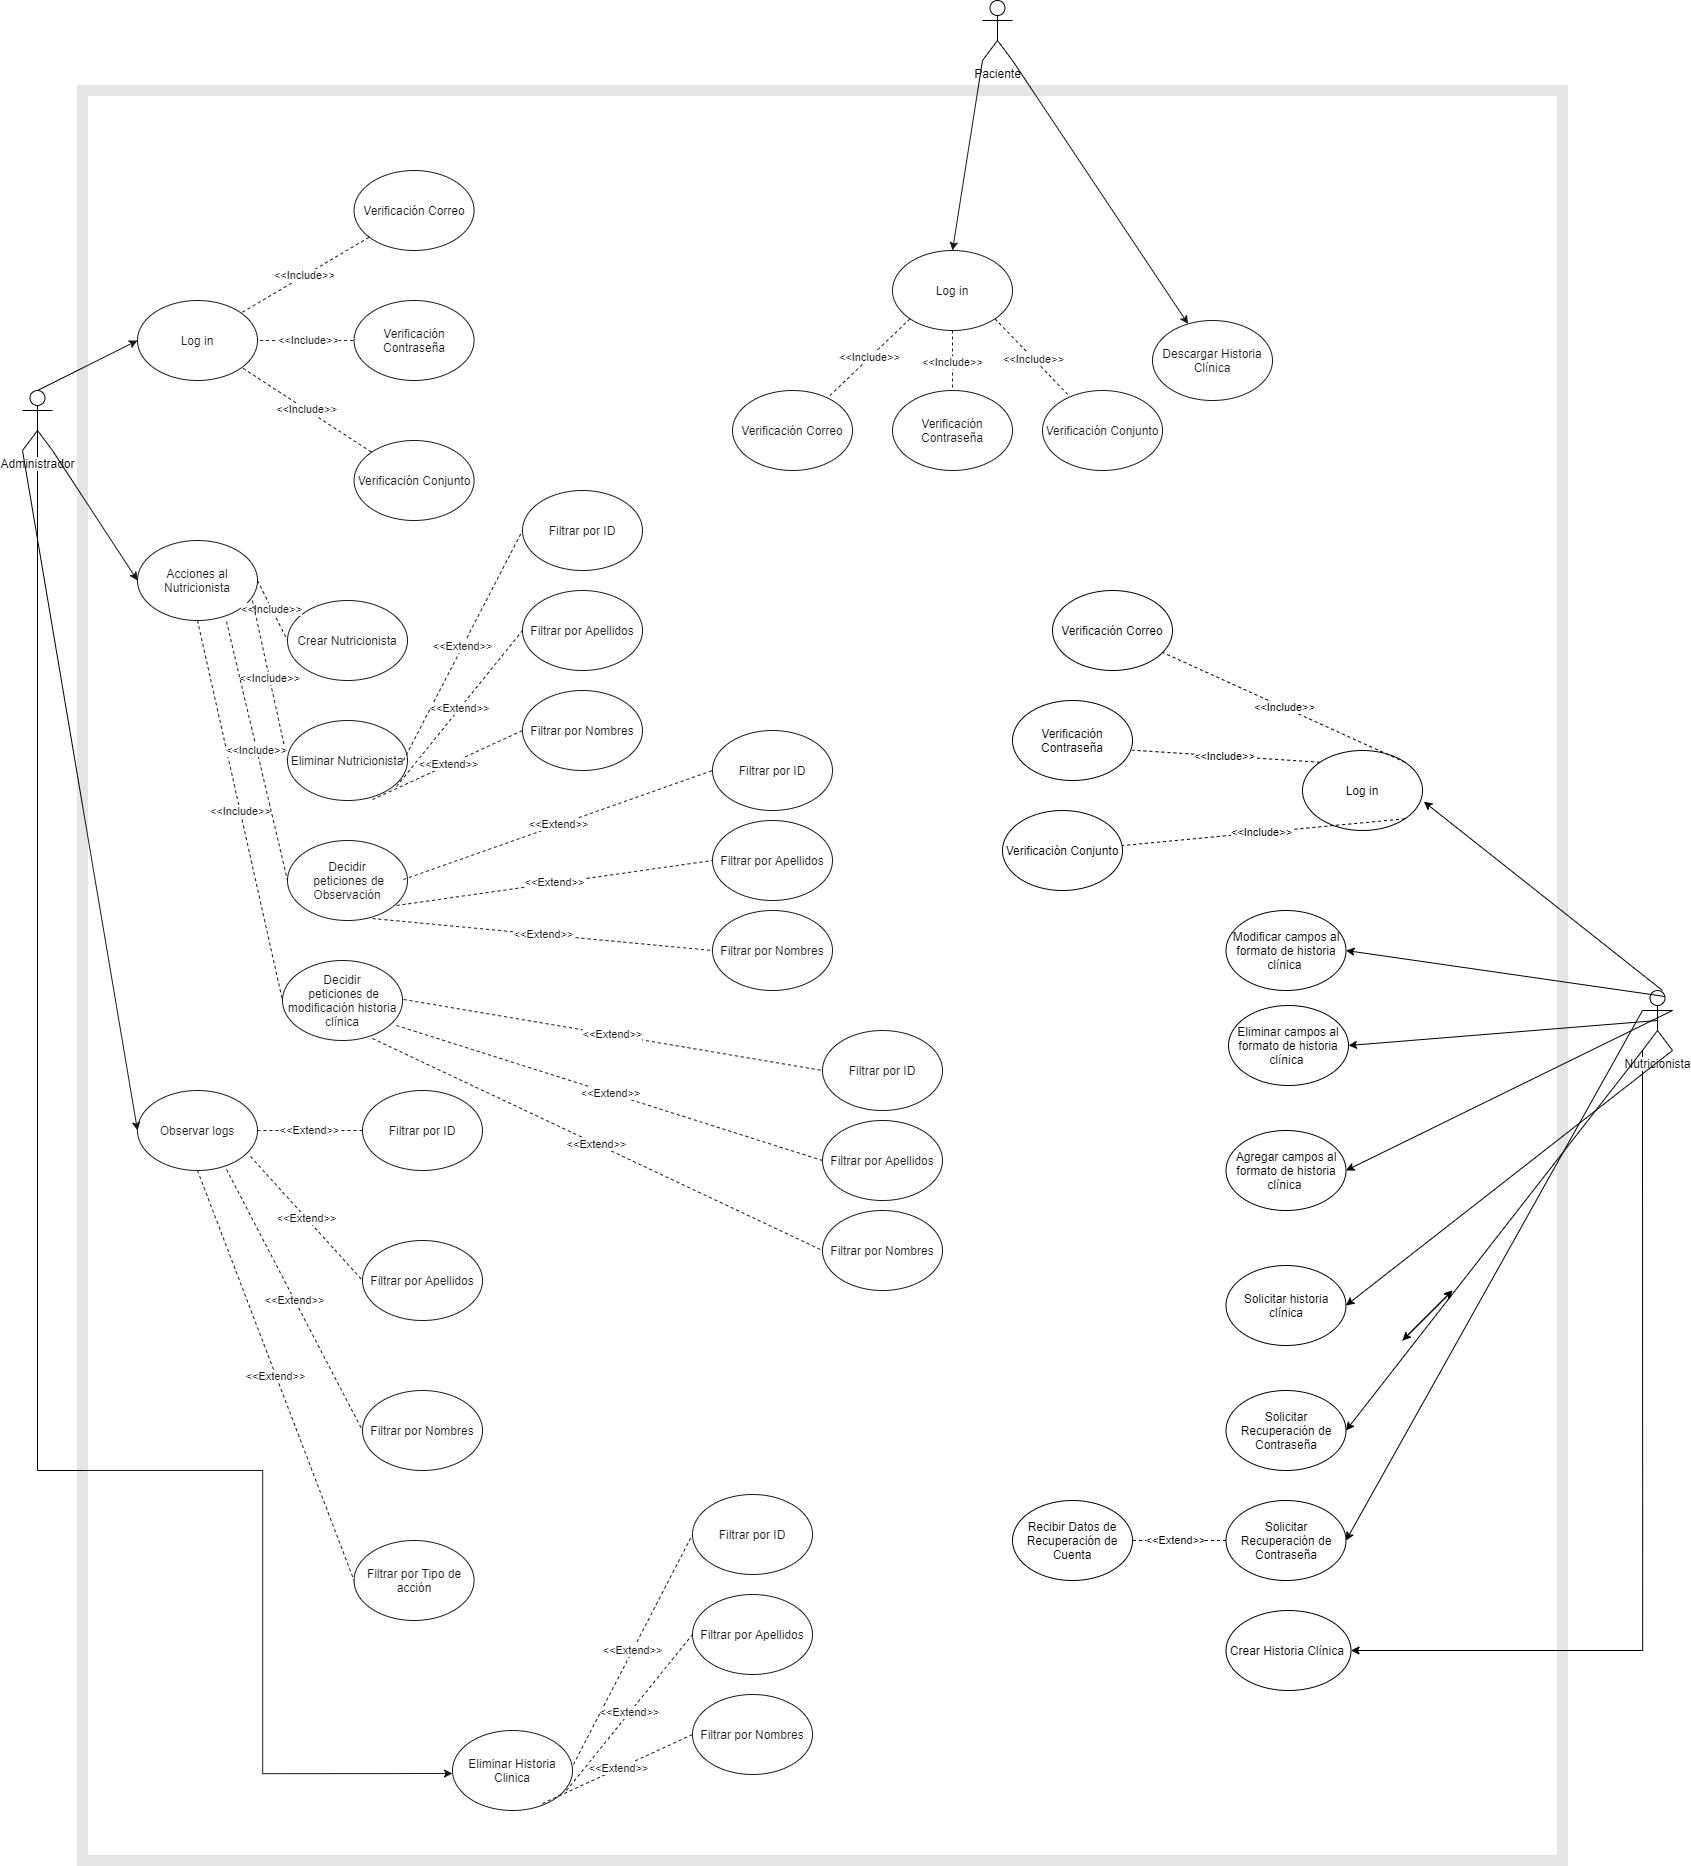 Paciente
Verificación Correo
<<Include>>
Log in
<<Include>>
Verificación
Contraseña
<<Include>>
Verificación Conjunto
Administrador
Log in
<<Include>>
<<Include>>
<<Include>>
Verificación Correo
Verificación
Contraseña
Verificación Conjunto
Descargar Historia
Clínica
Acciones al
Nutricionista
<<Include>>
Crear Nutricionista
<<Include>>
Eliminar Nutricionista
<<Include>>
<<Include>>
Filtrar por ID
<<Extend>>
Filtrar por Apellidos
<<Extend>>
Filtrar por Nombres
<<Extend>>
Decidir
peticiones de
Observación
<<Extend>>
Filtrar por ID
<<Extend>>
Filtrar por Apellidos
<<Extend>>
Filtrar por Nombres
Decidir
peticiones de
modificación historia
clínica
<<Extend>>
Filtrar por ID
<<Extend>>
Filtrar por Apellidos
<<Extend>>
Filtrar por Nombres
Observar logs
<<Extend>>
Filtrar por ID
<<Extend>>
Filtrar por Apellidos
<<Extend>>
Filtrar por Nombres
<<Extend>>
Filtrar por Tipo de
acción
Eliminar Historia
Clinica
<<Extend>>
Filtrar por ID
<<Extend>>
Filtrar por Apellidos
<<Extend>>
Filtrar por Nombres
Verificación Correo
<<Include>>
Verificación
Contraseña
<<Include>>
Log in
Verificación Conjunto
<<Include>>
Nutricionista
Modificar campos al
formato de historia
clínica
Eliminar campos al
formato de historia
clínica
Agregar campos al
formato de historia
clínica
Solicitar historia
clínica
Solicitar
Recuperación de
Contraseña
Recibir Datos de
Recuperación de
Cuenta
<<Extend>>
Solicitar
Recuperación de
Contraseña
Crear Historia Clínica